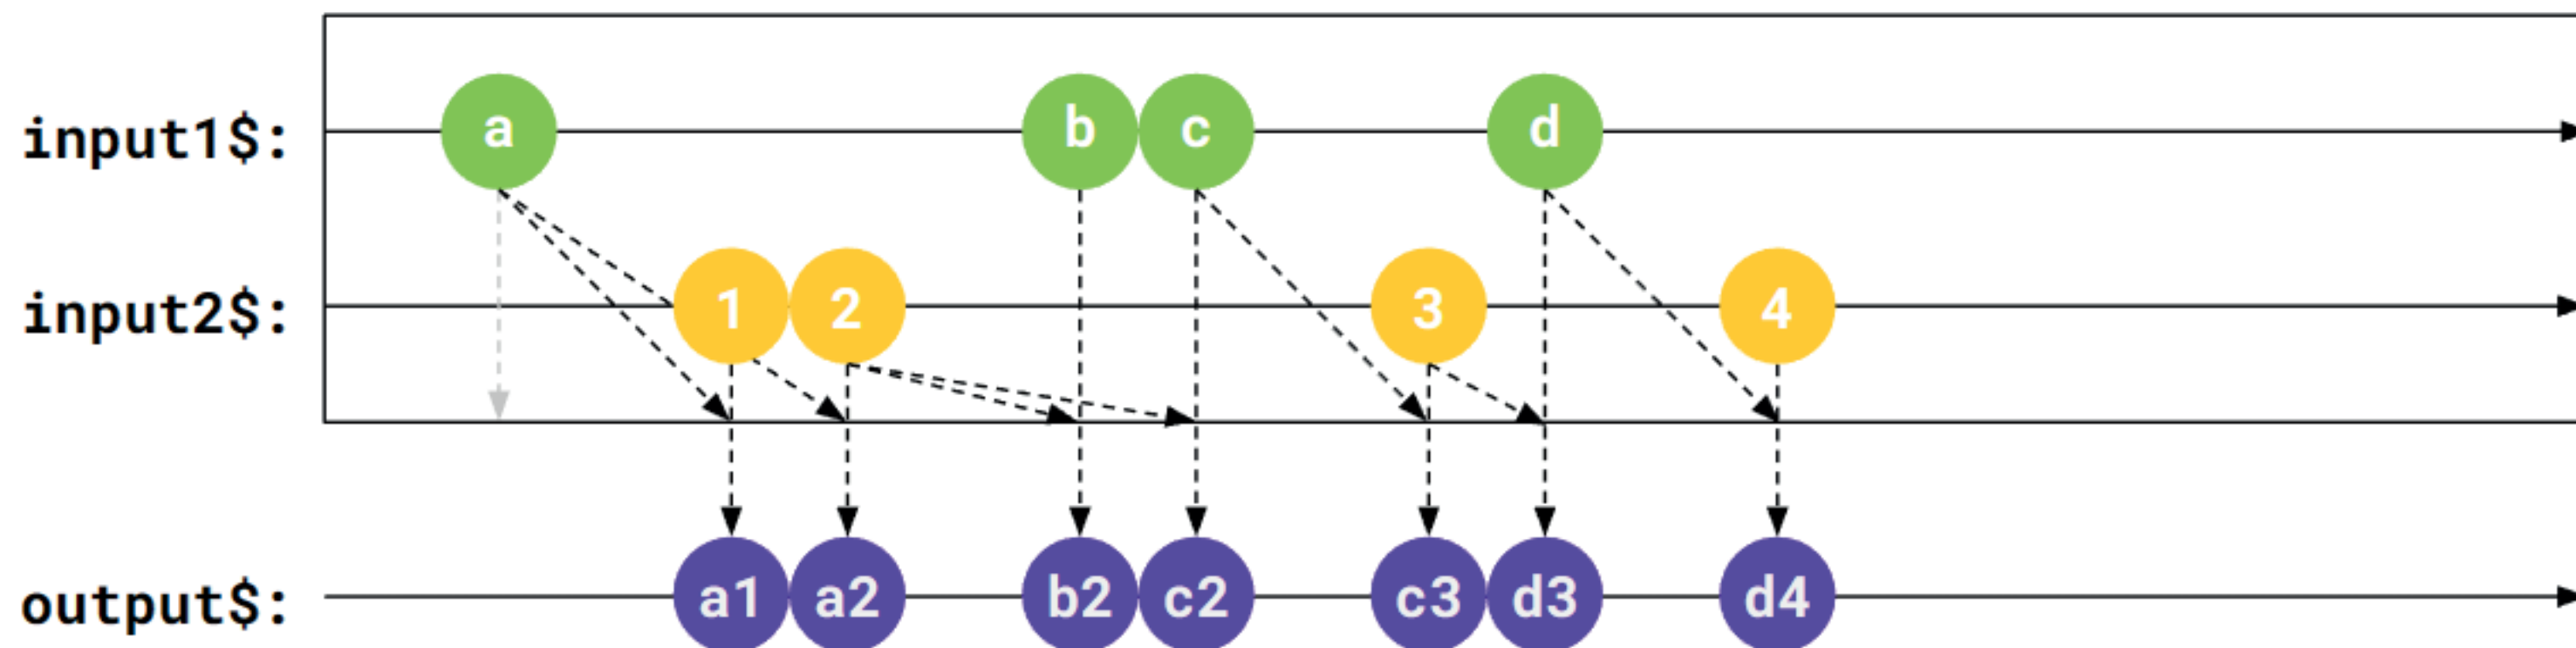 input1$: a b c d
input2$: 1 2 3 4
output$: a1 a2 b2 c2 c3 d3 d4